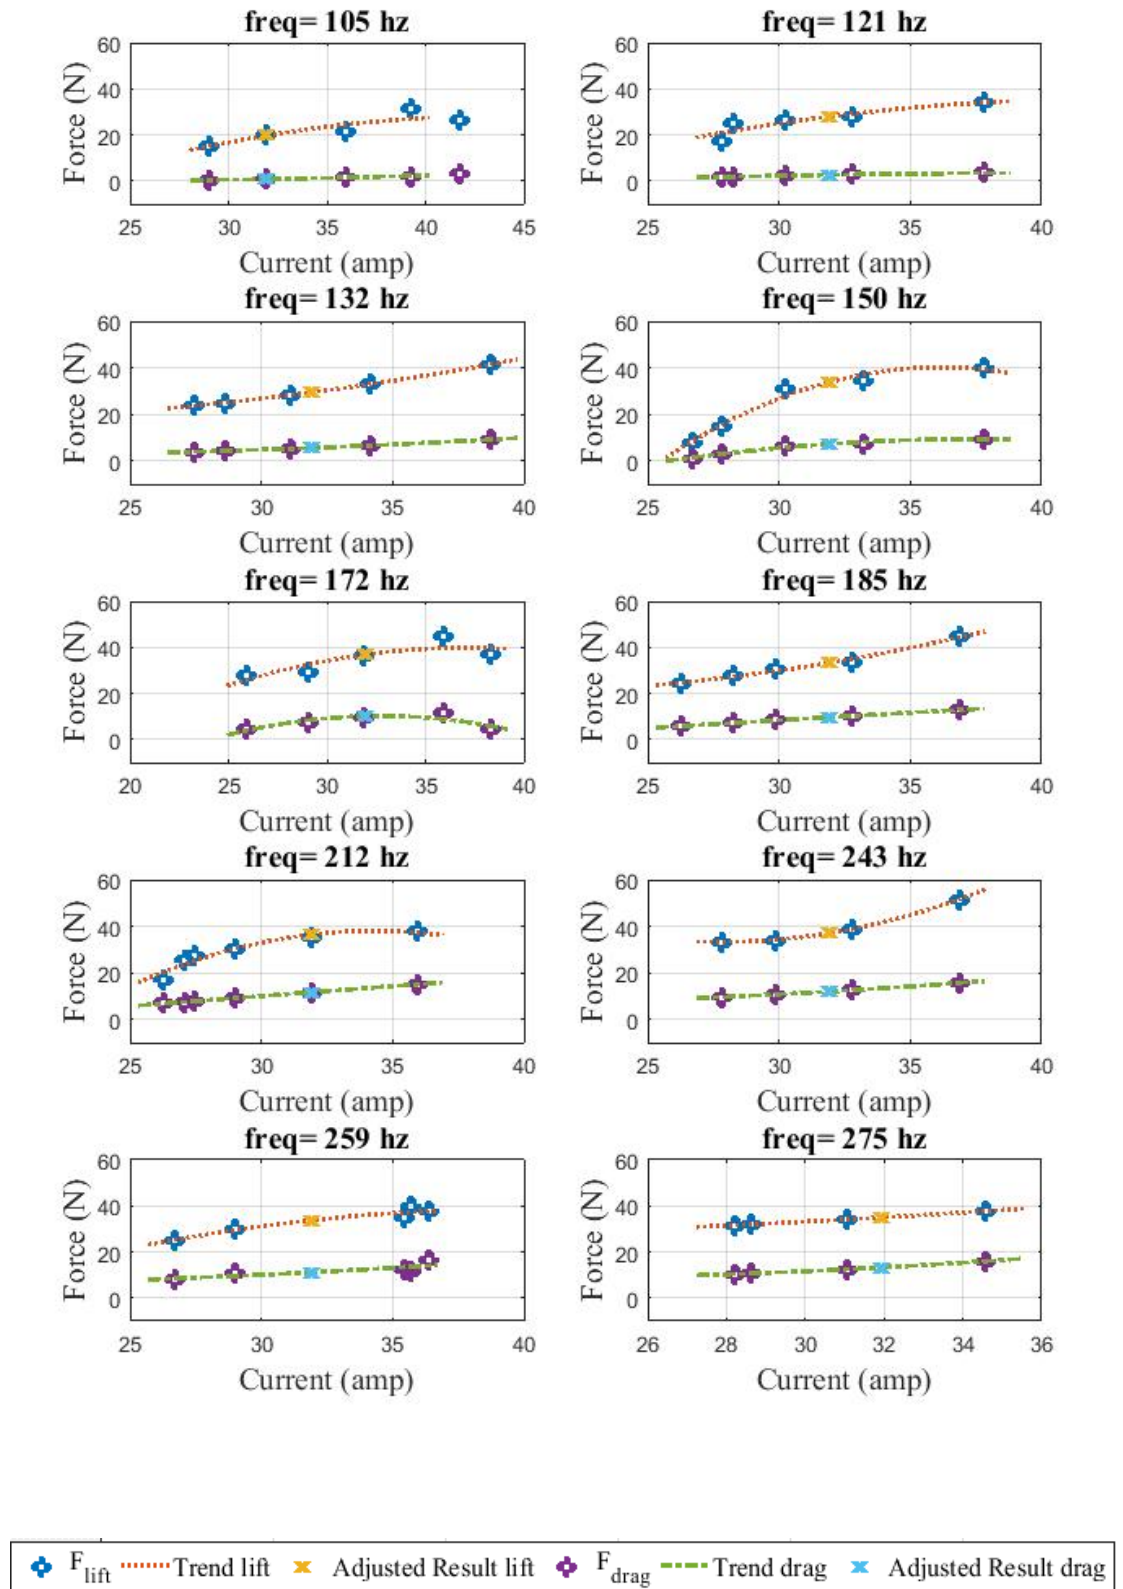 freq= 105 hz
60
40
20
0
Force (N)
25 30 35 40 45
Current (amp)
freq= 121 hz
60
40
20
0
Force (N)
25 30 35 40
Current (amp)
freq= 132 hz
60
40
20
0
Force (N)
25 30 35 40
Current (amp)
freq= 150 hz
60
40
20
0
Force (N)
25 30 35 40
Current (amp)
freq= 172 hz
60
40
20
0
Force (N)
20 25 30 35 40
Current (amp)
freq= 185 hz
60
40
20
0
Force (N)
25 30 35 40
Current (amp)
freq= 212 hz
60
40
20
0
Force (N)
25 30 35 40
Current (amp)
freq= 243 hz
60
40
20
0
Force (N)
25 30 35 40
Current (amp)
freq= 259 hz
60
40
20
0
Force (N)
25 30 35 40
Current (amp)
freq= 275 hz
60
40
20
0
Force (N)
26 28 30 32 34 36
Current (amp)
F_lift Trend lift Adjusted Result lift F_drag Trend drag Adjusted Result drag